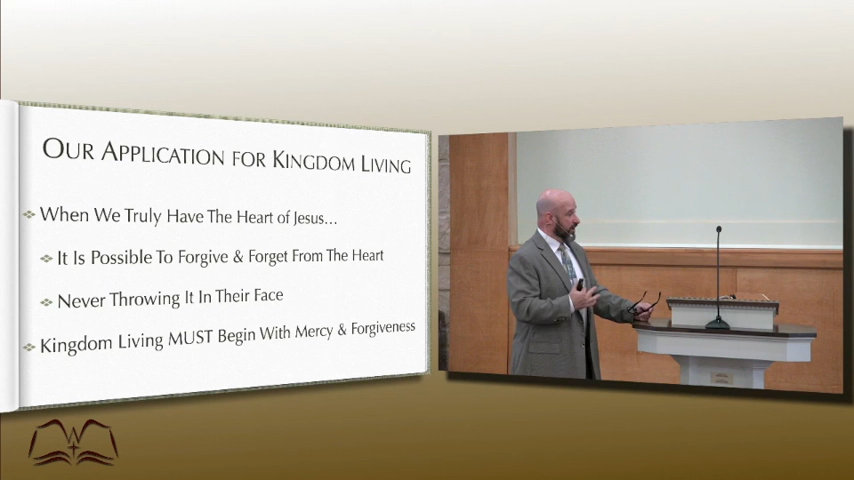 OUR APPLICATION FOR KINGDOM LIVING
When We Truly Have The Heart of Jesus...
It Is Possible To Forgive & Forget From The Heart
Never Throwing It In Their Face
Kingdom Living MUST Begin With Mercy & Forgiveness